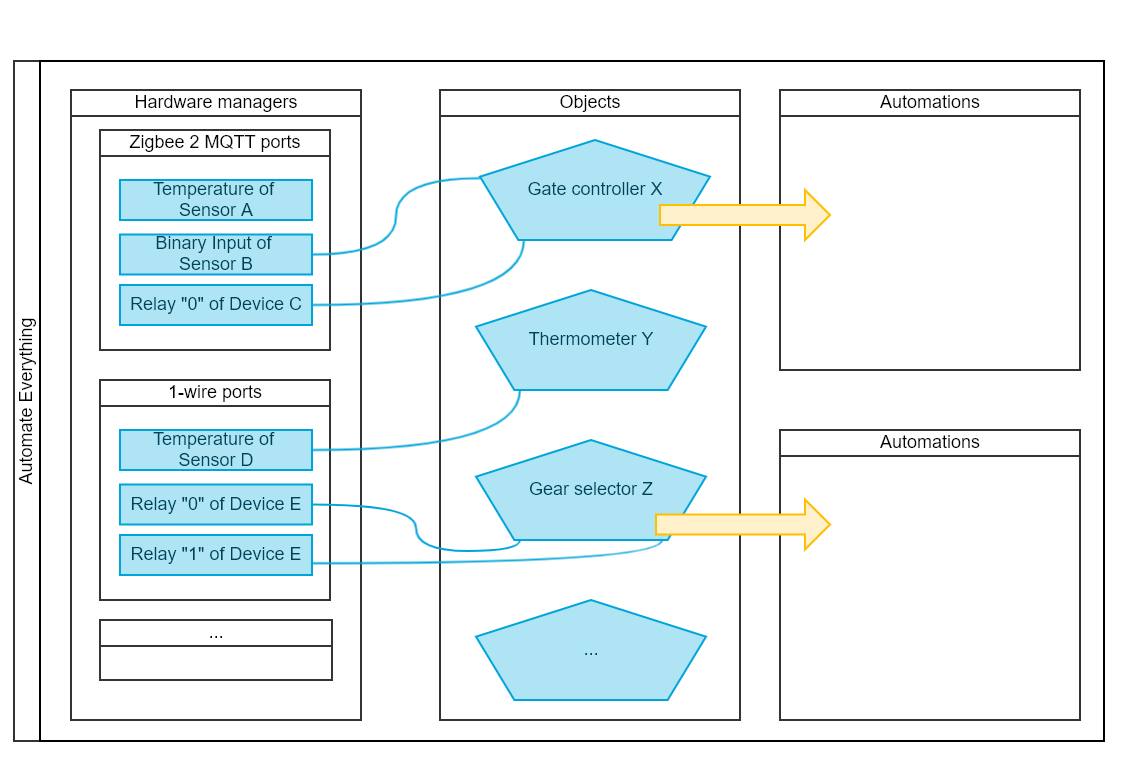 Automate Everything
Hardware managers
Zigbee 2 MQTT ports
Temperature of
Sensor A
Binary Input of
Sensor B
Relay "0" of Device C
1-wire ports
Temperature of
Sensor D
Relay "0" of Device E
Relay "1" of Device E
...
Objects
Gate controller X
Thermometer Y
Gear selector Z
...
Automations
Automations